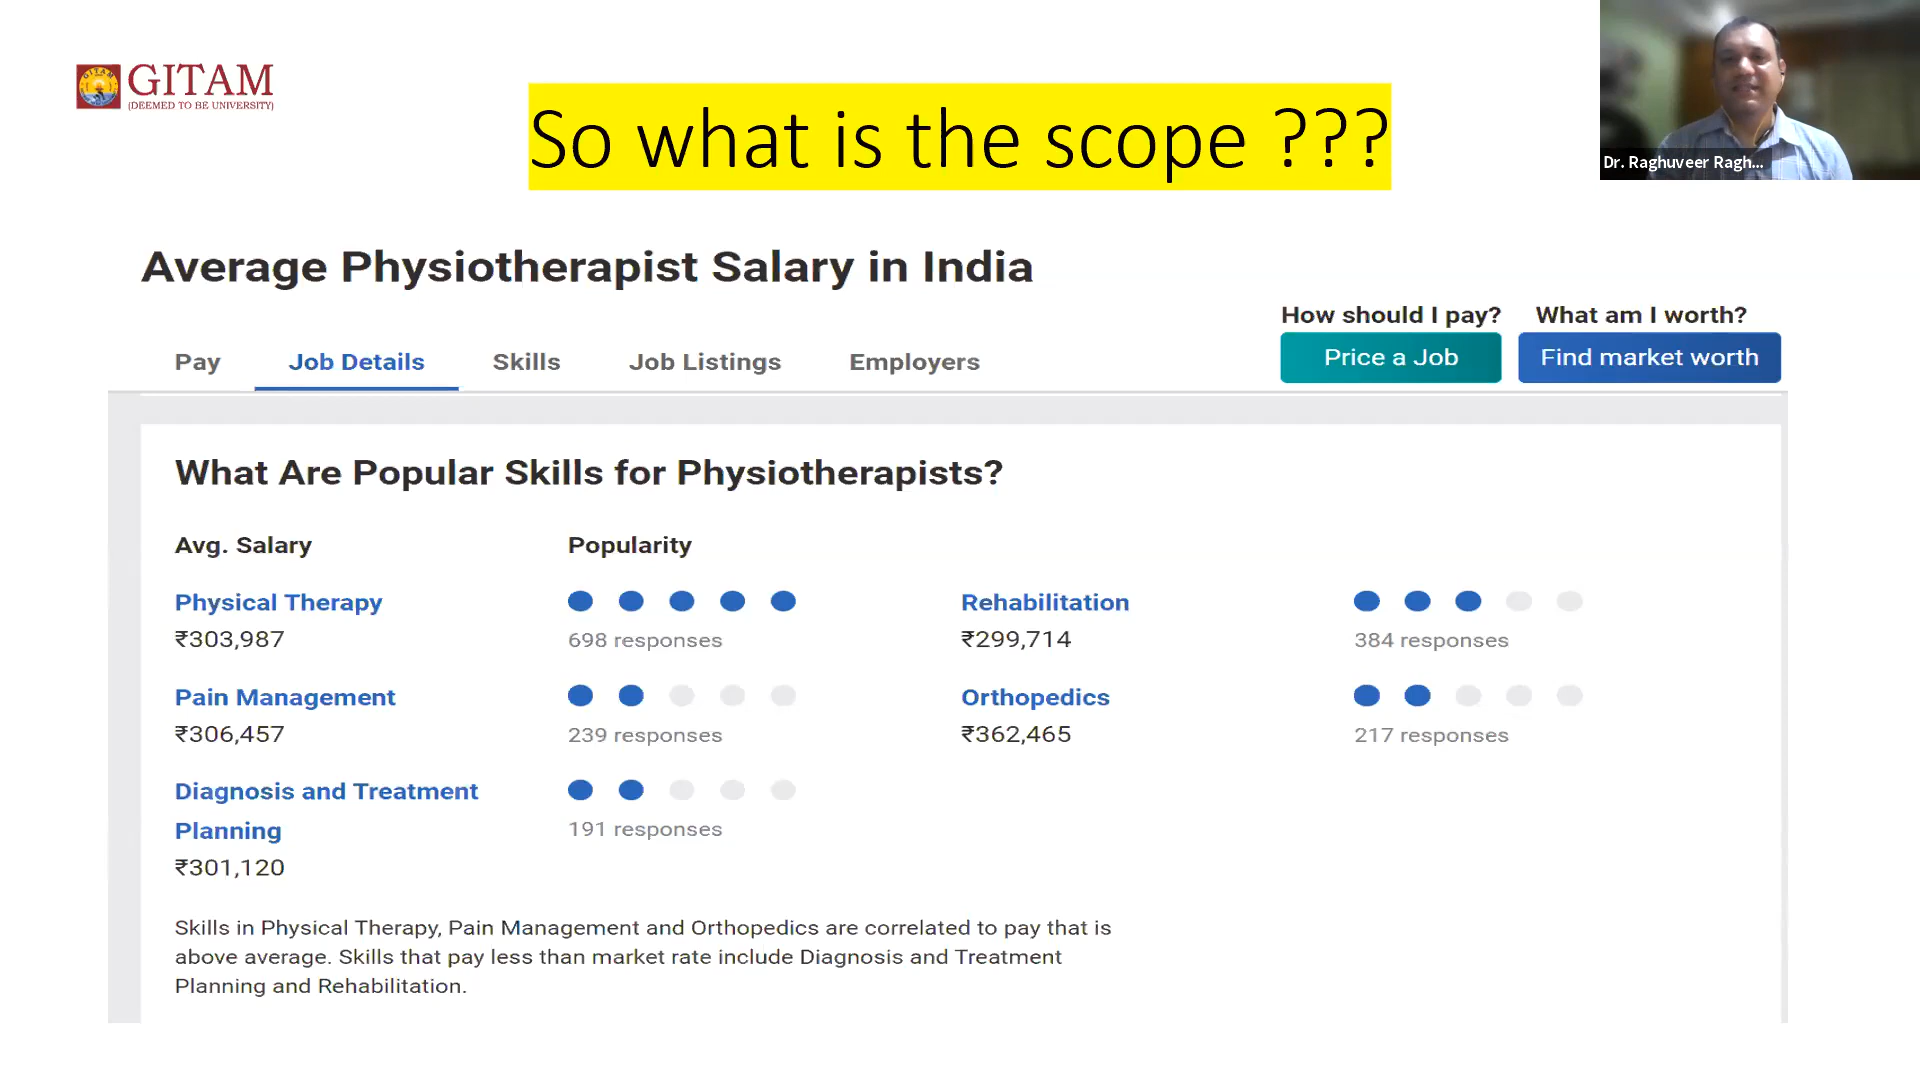 GITAM
(DEEMED TO BE UNIVERSITY)
So what is the scope ???
Dr. Raghuveer Ragh...
Average Physiotherapist Salary in India
How should I pay? What am I worth?
Pay Job Details Skills Job Listings Employers Price a Job Find market worth
What Are Popular Skills for Physiotherapists?
Avg. Salary Popularity
Physical Therapy Rehabilitation
₹303,987 698 responses ₹299,714 384 responses
Pain Management Orthopedics
₹306,457 239 responses ₹362,465 217 responses
Diagnosis and Treatment
Planning 191 responses
₹301,120
Skills in Physical Therapy, Pain Management and Orthopedics are correlated to pay that is
above average. Skills that pay less than market rate include Diagnosis and Treatment
Planning and Rehabilitation.